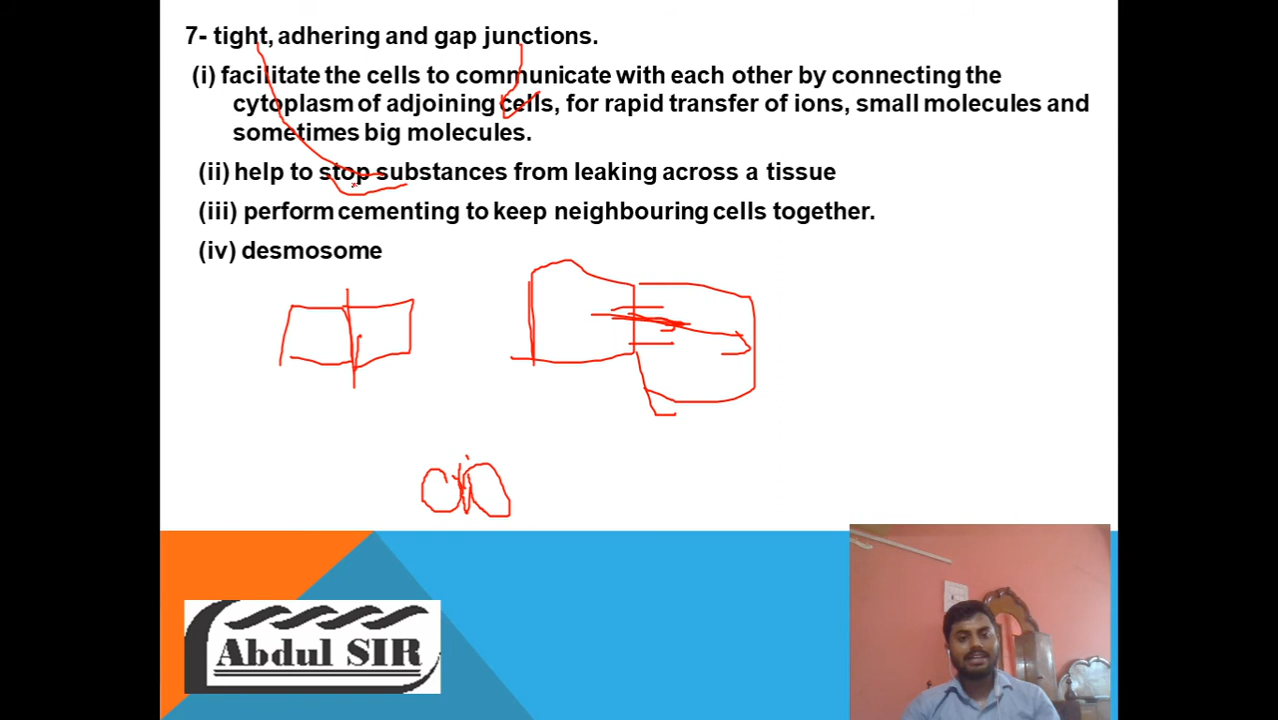 7- tight, adhering and gap junctions.
(i) facilitate the cells to communicate with each other by connecting the
cytoplasm of adjoining cells, for rapid transfer of ions, small molecules and
sometimes big molecules.
(ii) help to stop substances from leaking across a tissue
(iii) perform cementing to keep neighbouring cells together.
(iv) desmosome
Abdul SIR